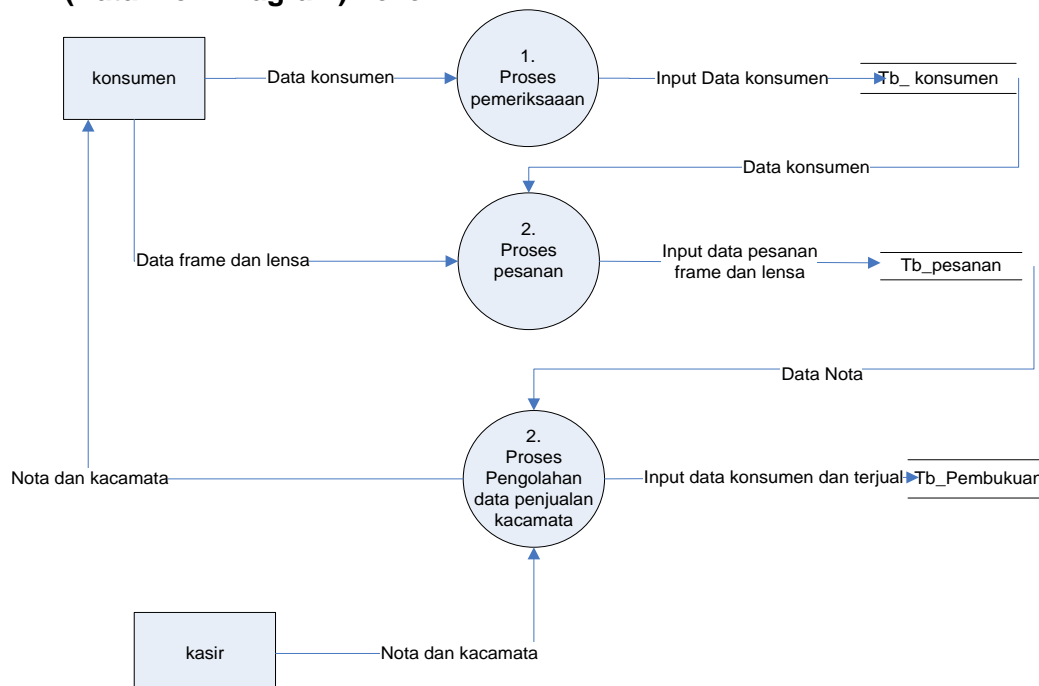 konsumen
Data konsumen
1.
Proses
pemeriksaaan
Input Data konsumen
Tb_ konsumen
Data konsumen
Data frame dan lensa
2.
Proses
pesanan
Input data pesanan
frame dan lensa
Tb_pesanan
Data Nota
Nota dan kacamata
2.
Proses
Pengolahan
data penjualan
kacamata
Input data konsumen dan terjual
Tb_Pembukuan
kasir
Nota dan kacamata